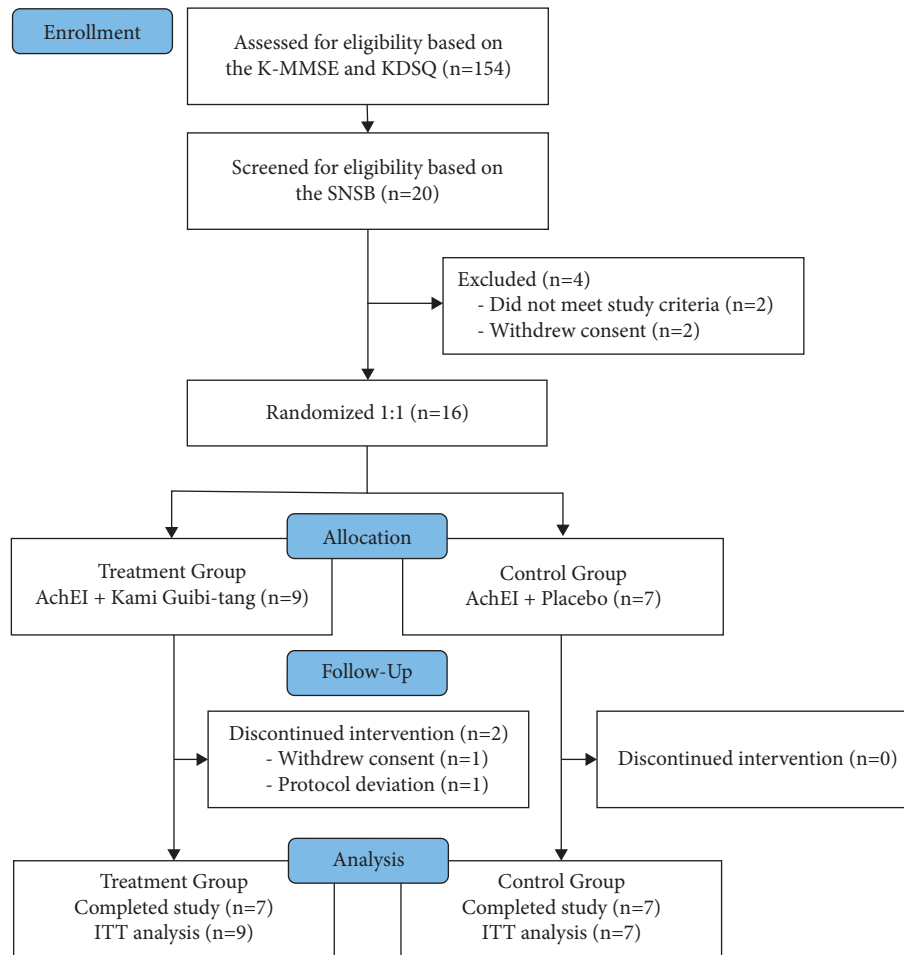 Enrollment
Assessed for eligibility based on
the K-MMSE and KDSQ (n=154)
Screened for eligibility based on
the SNSB (n=20)
Excluded (n=4)
- Did not meet study criteria (n=2)
- Withdrew consent (n=2)
Randomized 1:1 (n=16)
Allocation
Treatment Group
AchEI + Kami Guibi-tang (n=9)
Control Group
AchEI + Placebo (n=7)
Follow-Up
Discontinued intervention (n=2)
- Withdrew consent (n=1)
- Protocol deviation (n=1)
Discontinued intervention (n=0)
Analysis
Treatment Group
Completed study (n=7)
ITT analysis (n=9)
Control Group
Completed study (n=7)
ITT analysis (n=7)